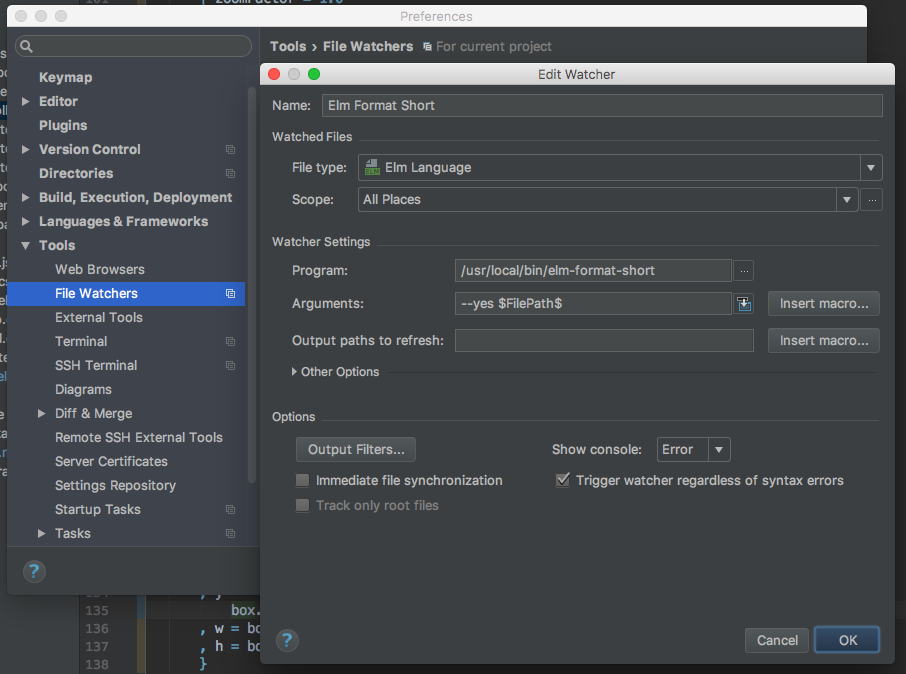 Preferences
Tools › File Watchers For current project
Keymap
Editor
Plugins
Version Control
Directories
Build, Execution, Deployment
Languages & Frameworks
Tools
Web Browsers
File Watchers
External Tools
Terminal
SSH Terminal
Diagrams
Diff & Merge
Remote SSH External Tools
Server Certificates
Settings Repository
Startup Tasks
Tasks
?
Edit Watcher
Name: Elm Format Short
Watched Files
File type: ELM Elm Language
Scope: All Places ...
Watcher Settings
Program: /usr/local/bin/elm-format-short ...
Arguments: --yes $FilePath$ Insert macro...
Output paths to refresh: Insert macro...
Other Options
Options
Output Filters... Show console: Error
Immediate file synchronization Trigger watcher regardless of syntax errors
Track only root files
? Cancel OK
135 box.
136 , w = bo
137 , h = bo
138 }